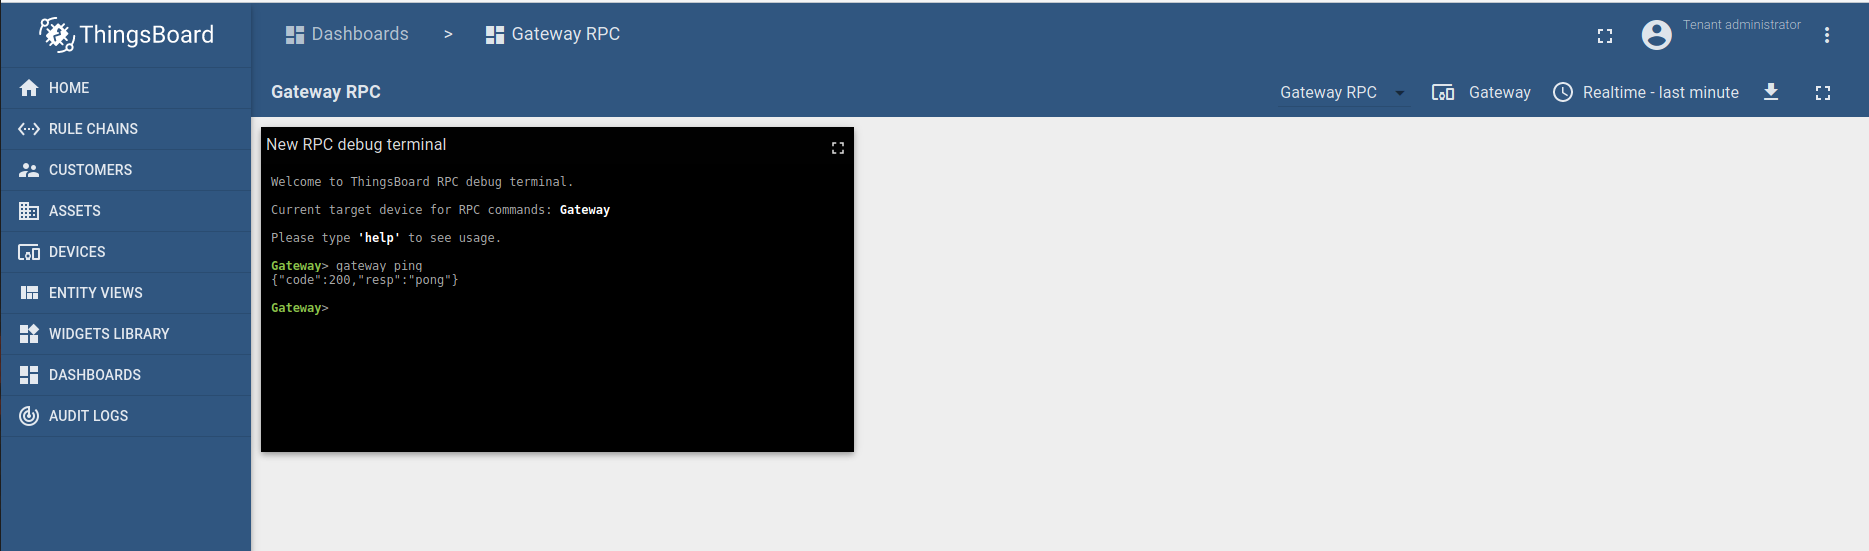 ThingsBoard
Dashboards > Gateway RPC
Tenant administrator
HOME
RULE CHAINS
CUSTOMERS
ASSETS
DEVICES
ENTITY VIEWS
WIDGETS LIBRARY
DASHBOARDS
AUDIT LOGS
Gateway RPC
Gateway RPC
Gateway
Realtime - last minute
New RPC debug terminal
Welcome to ThingsBoard RPC debug terminal.
Current target device for RPC commands: Gateway
Please type 'help' to see usage.
Gateway> gateway ping
{"code":200,"resp":"pong"}
Gateway>